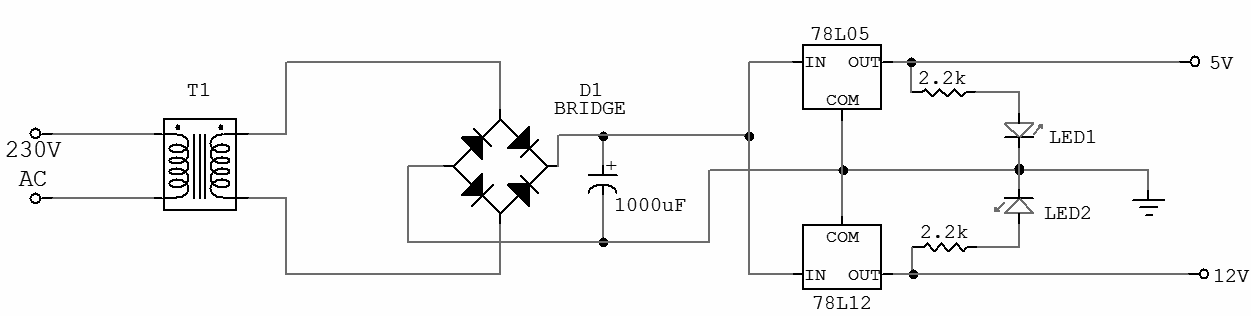 78L05
IN OUT
5V
2.2k
T1
D1
BRIDGE
COM
230V
AC
LED1
+
1000uF
LED2
COM
2.2k
IN OUT
12V
78L12